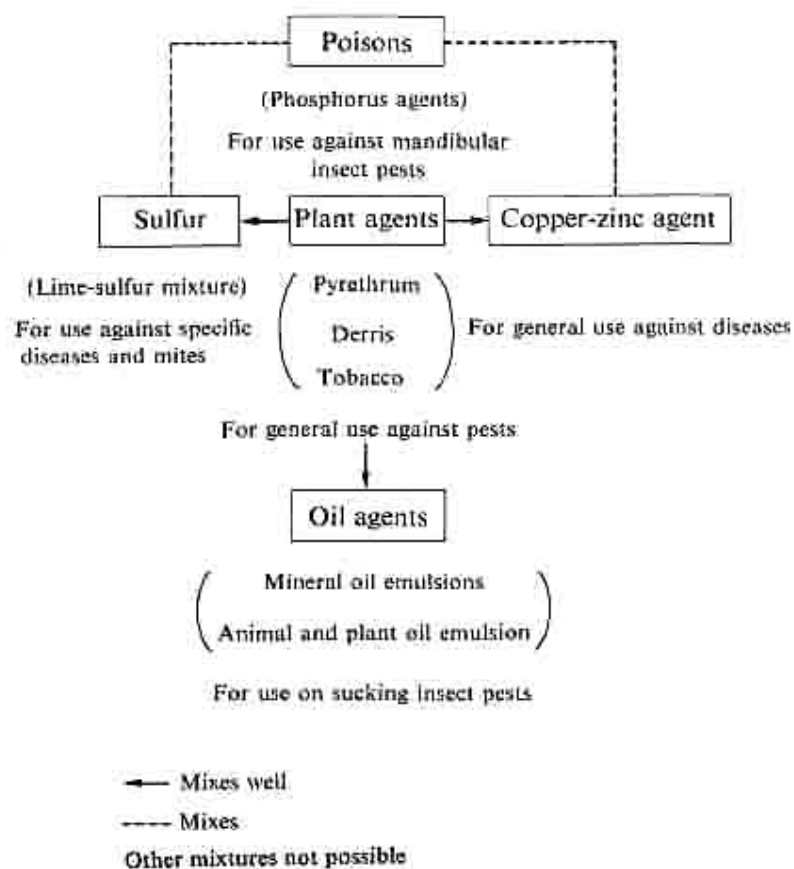 Poisons
(Phosphorus agents)
For use against mandibular
insect pests
Sulfur
Plant agents
Copper-zinc agent
(Lime-sulfur mixture)
For use against specific
diseases and mites
Pyrethrum
Derris
Tobacco
For general use against diseases
For general use against pests
Oil agents
Mineral oil emulsions
Animal and plant oil emulsion
For use on sucking insect pests
Mixes well
Mixes
Other mixtures not possible